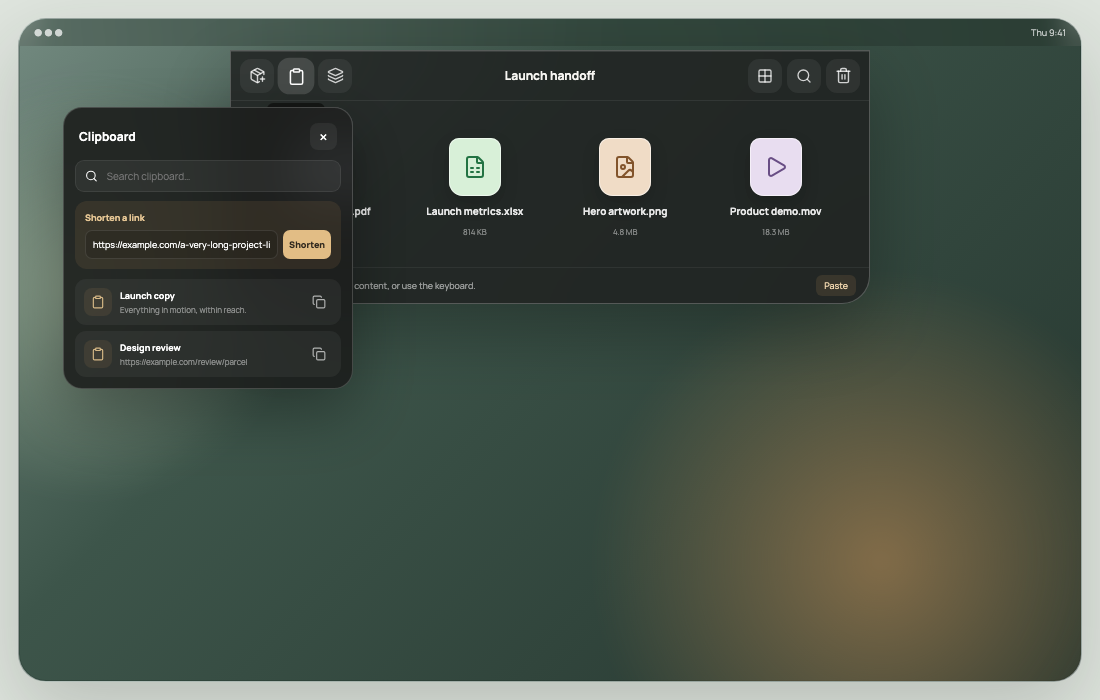 Thu 9:41
Launch handoff
Clipboard
Search clipboard...
Shorten a link
https://example.com/a-very-long-project-li
Shorten
Launch copy
Everything in motion, within reach.
Design review
https://example.com/review/parcel
.pdf
Launch metrics.xlsx
814 KB
Hero artwork.png
4.8 MB
Product demo.mov
18.3 MB
content, or use the keyboard.
Paste